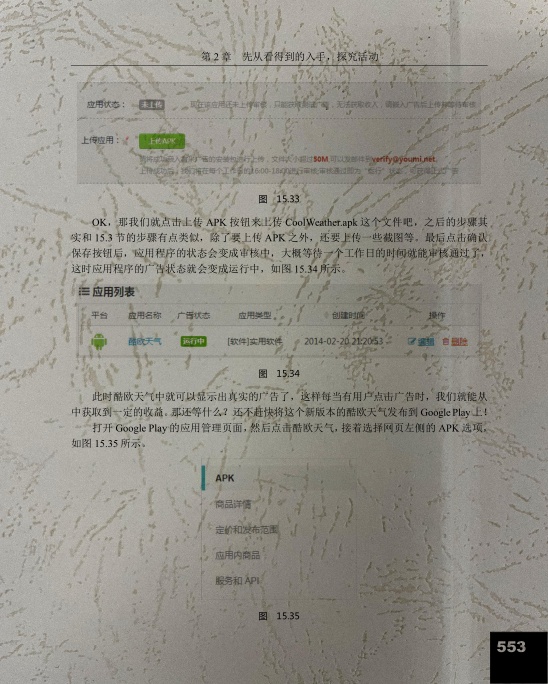 第 2 章 先从看得到的入手，探究活动
应用状态： 未上传
上传应用： 上传应用
50M 可以发邮件到verify@youmi.net.
图 15.33
OK，那我们就点击上传 APK 按钮来上传 CoolWeather.apk 这个文件吧，之后的步骤其
实和 15.3 节的步骤有点类似，除了要上传 APK 之外，还要上传一些截图等。最后点击确认
保存按钮后，应用程序的状态会变成审核中，大概等待一个工作日的时间就能审核通过了，
这时应用程序的广告状态就会变成运行中，如图 15.34 所示。
应用列表
平台 应用名称 广告状态 应用类型 创建时间 操作
酷欧天气 运行中 [软件]实用软件 2014-02-20 21:20:53 编辑 删除
图 15.34
此时酷欧天气中就可以显示出真实的广告了，这样每当有用户点击广告时，我们就能从
中获取到一定的收益。那还等什么？还不赶快将这个新版本的酷欧天气发布到 Google Play 上！
打开 Google Play 的应用管理页面，然后点击酷欧天气，接着选择网页左侧的 APK 选项，
如图 15.35 所示。
APK
商品详情
定价和发布范围
应用内商品
服务和 API
图 15.35
553